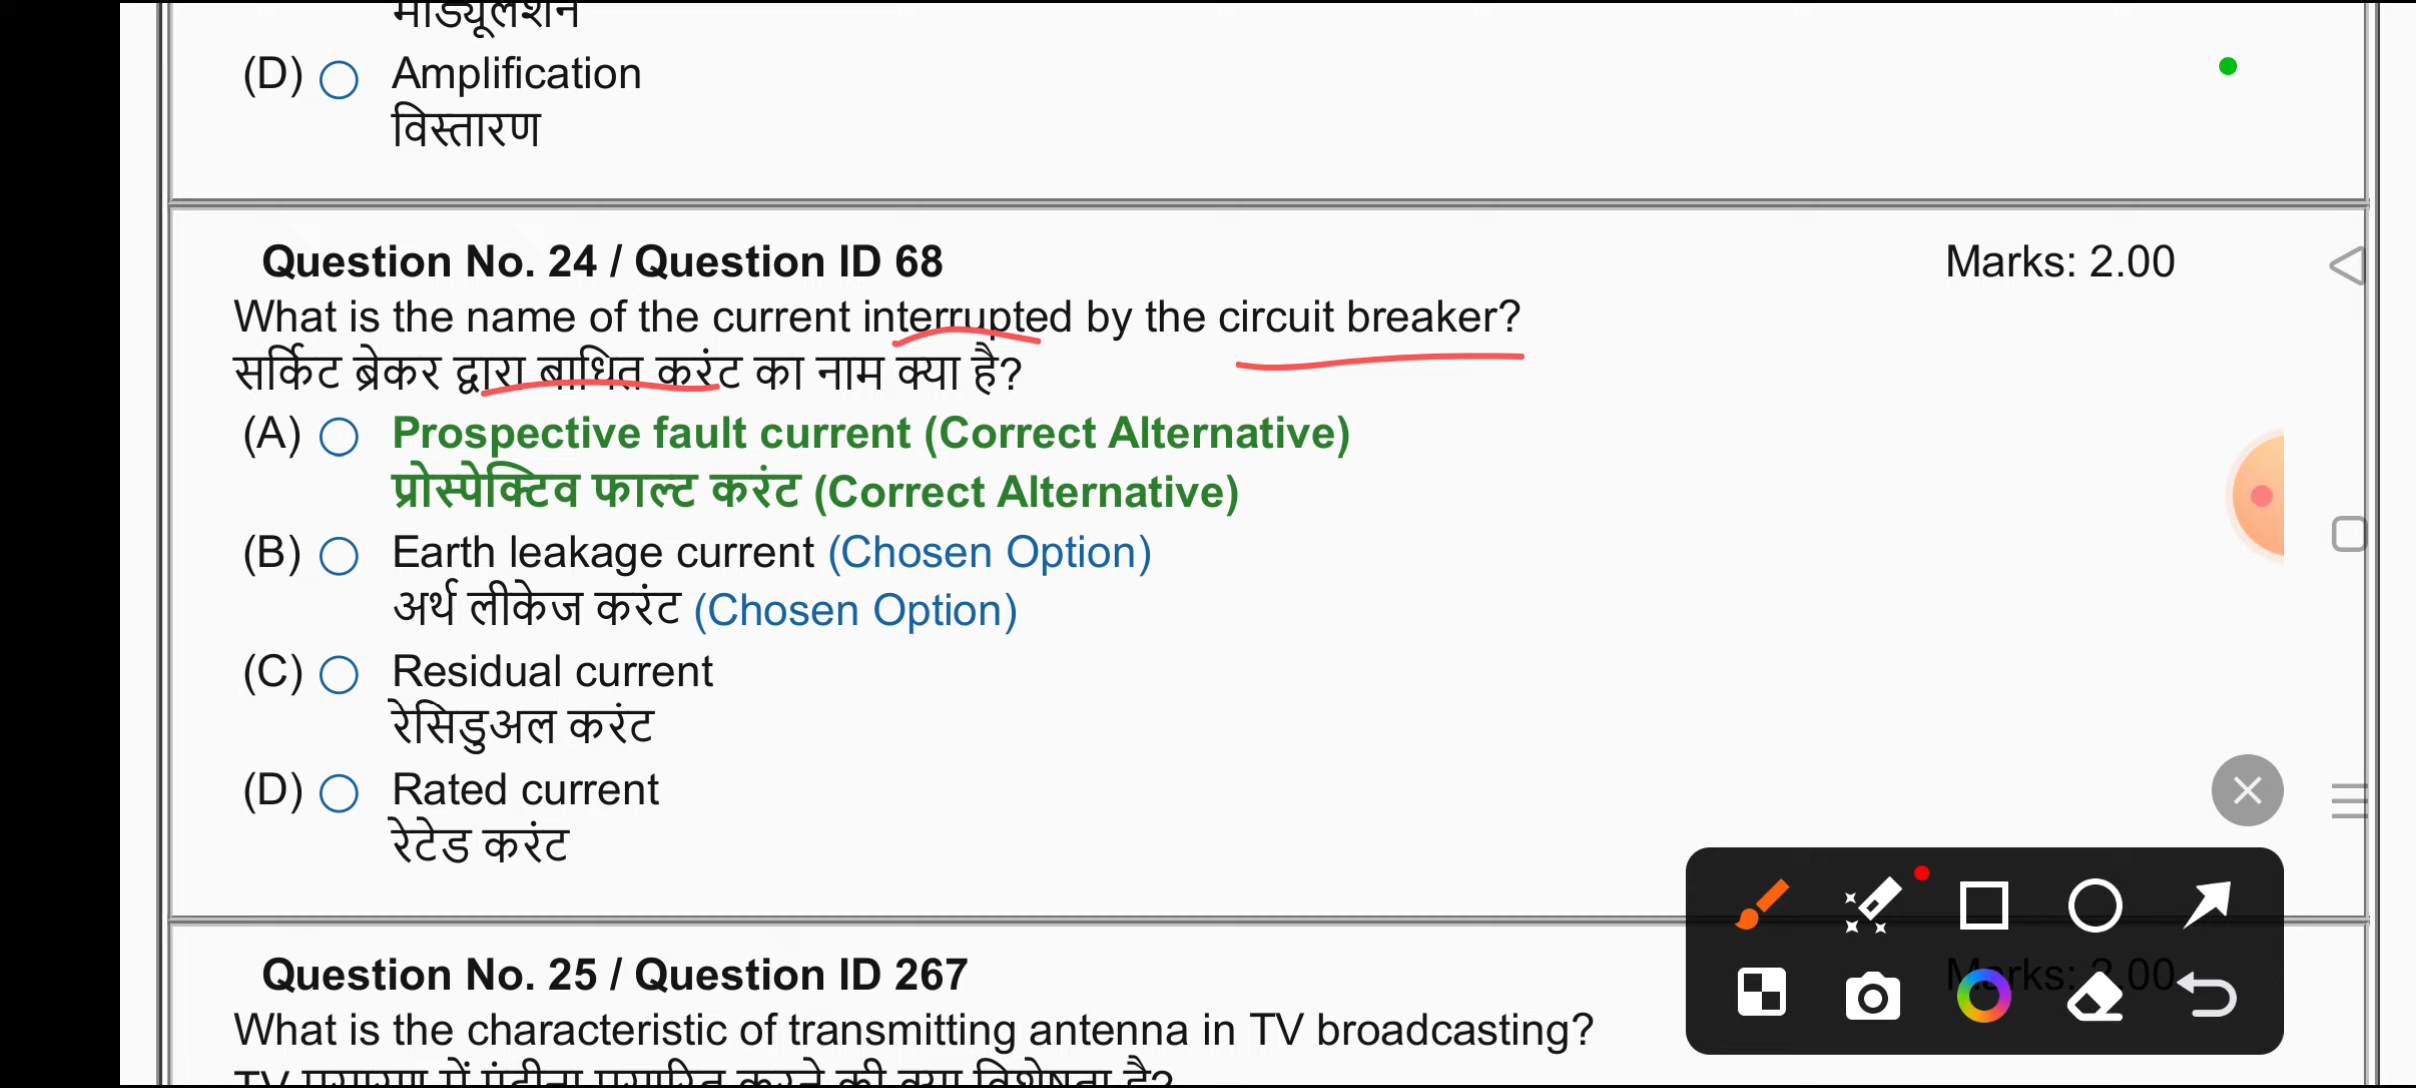 (D) Amplification
विस्तारण
Question No. 24 / Question ID 68
Marks: 2.00
What is the name of the current interrupted by the circuit breaker?
सर्किट ब्रेकर द्वारा बाधित करंट का नाम क्या है?
(A) Prospective fault current (Correct Alternative)
प्रोस्पेक्टिव फाल्ट करंट (Correct Alternative)
(B) Earth leakage current (Chosen Option)
अर्थ लीकेज करंट (Chosen Option)
(C) Residual current
रेसिडुअल करंट
(D) Rated current
रेटेड करंट
Question No. 25 / Question ID 267
Marks: 2.00
What is the characteristic of transmitting antenna in TV broadcasting?